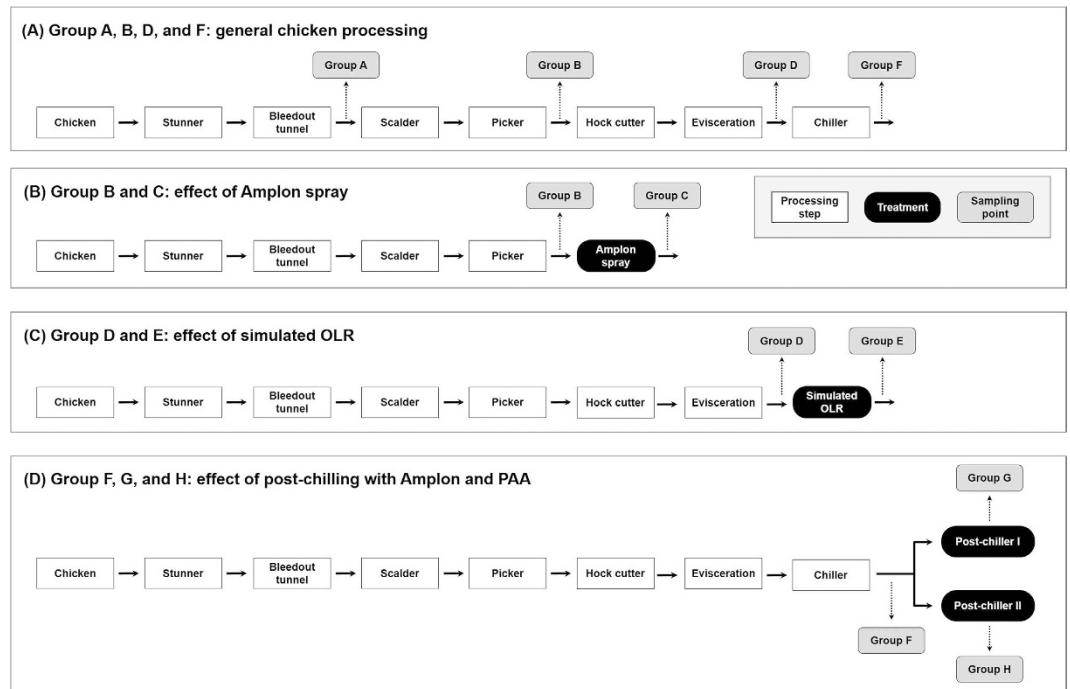 (A) Group A, B, D, and F: general chicken processing
Group A
Group B
Group D
Group F
Chicken
Stunner
Bleedout
tunnel
Scalder
Picker
Hock cutter
Evisceration
Chiller
(B) Group B and C: effect of Amplon spray
Group B
Group C
Processing
step
Treatment
Sampling
point
Chicken
Stunner
Bleedout
tunnel
Scalder
Picker
Amplon
spray
(C) Group D and E: effect of simulated OLR
Group D
Group E
Chicken
Stunner
Bleedout
tunnel
Scalder
Picker
Hock cutter
Evisceration
Simulated
OLR
(D) Group F, G, and H: effect of post-chilling with Amplon and PAA
Group G
Post-chiller I
Chicken
Stunner
Bleedout
tunnel
Scalder
Picker
Hock cutter
Evisceration
Chiller
Post-chiller II
Group F
Group H